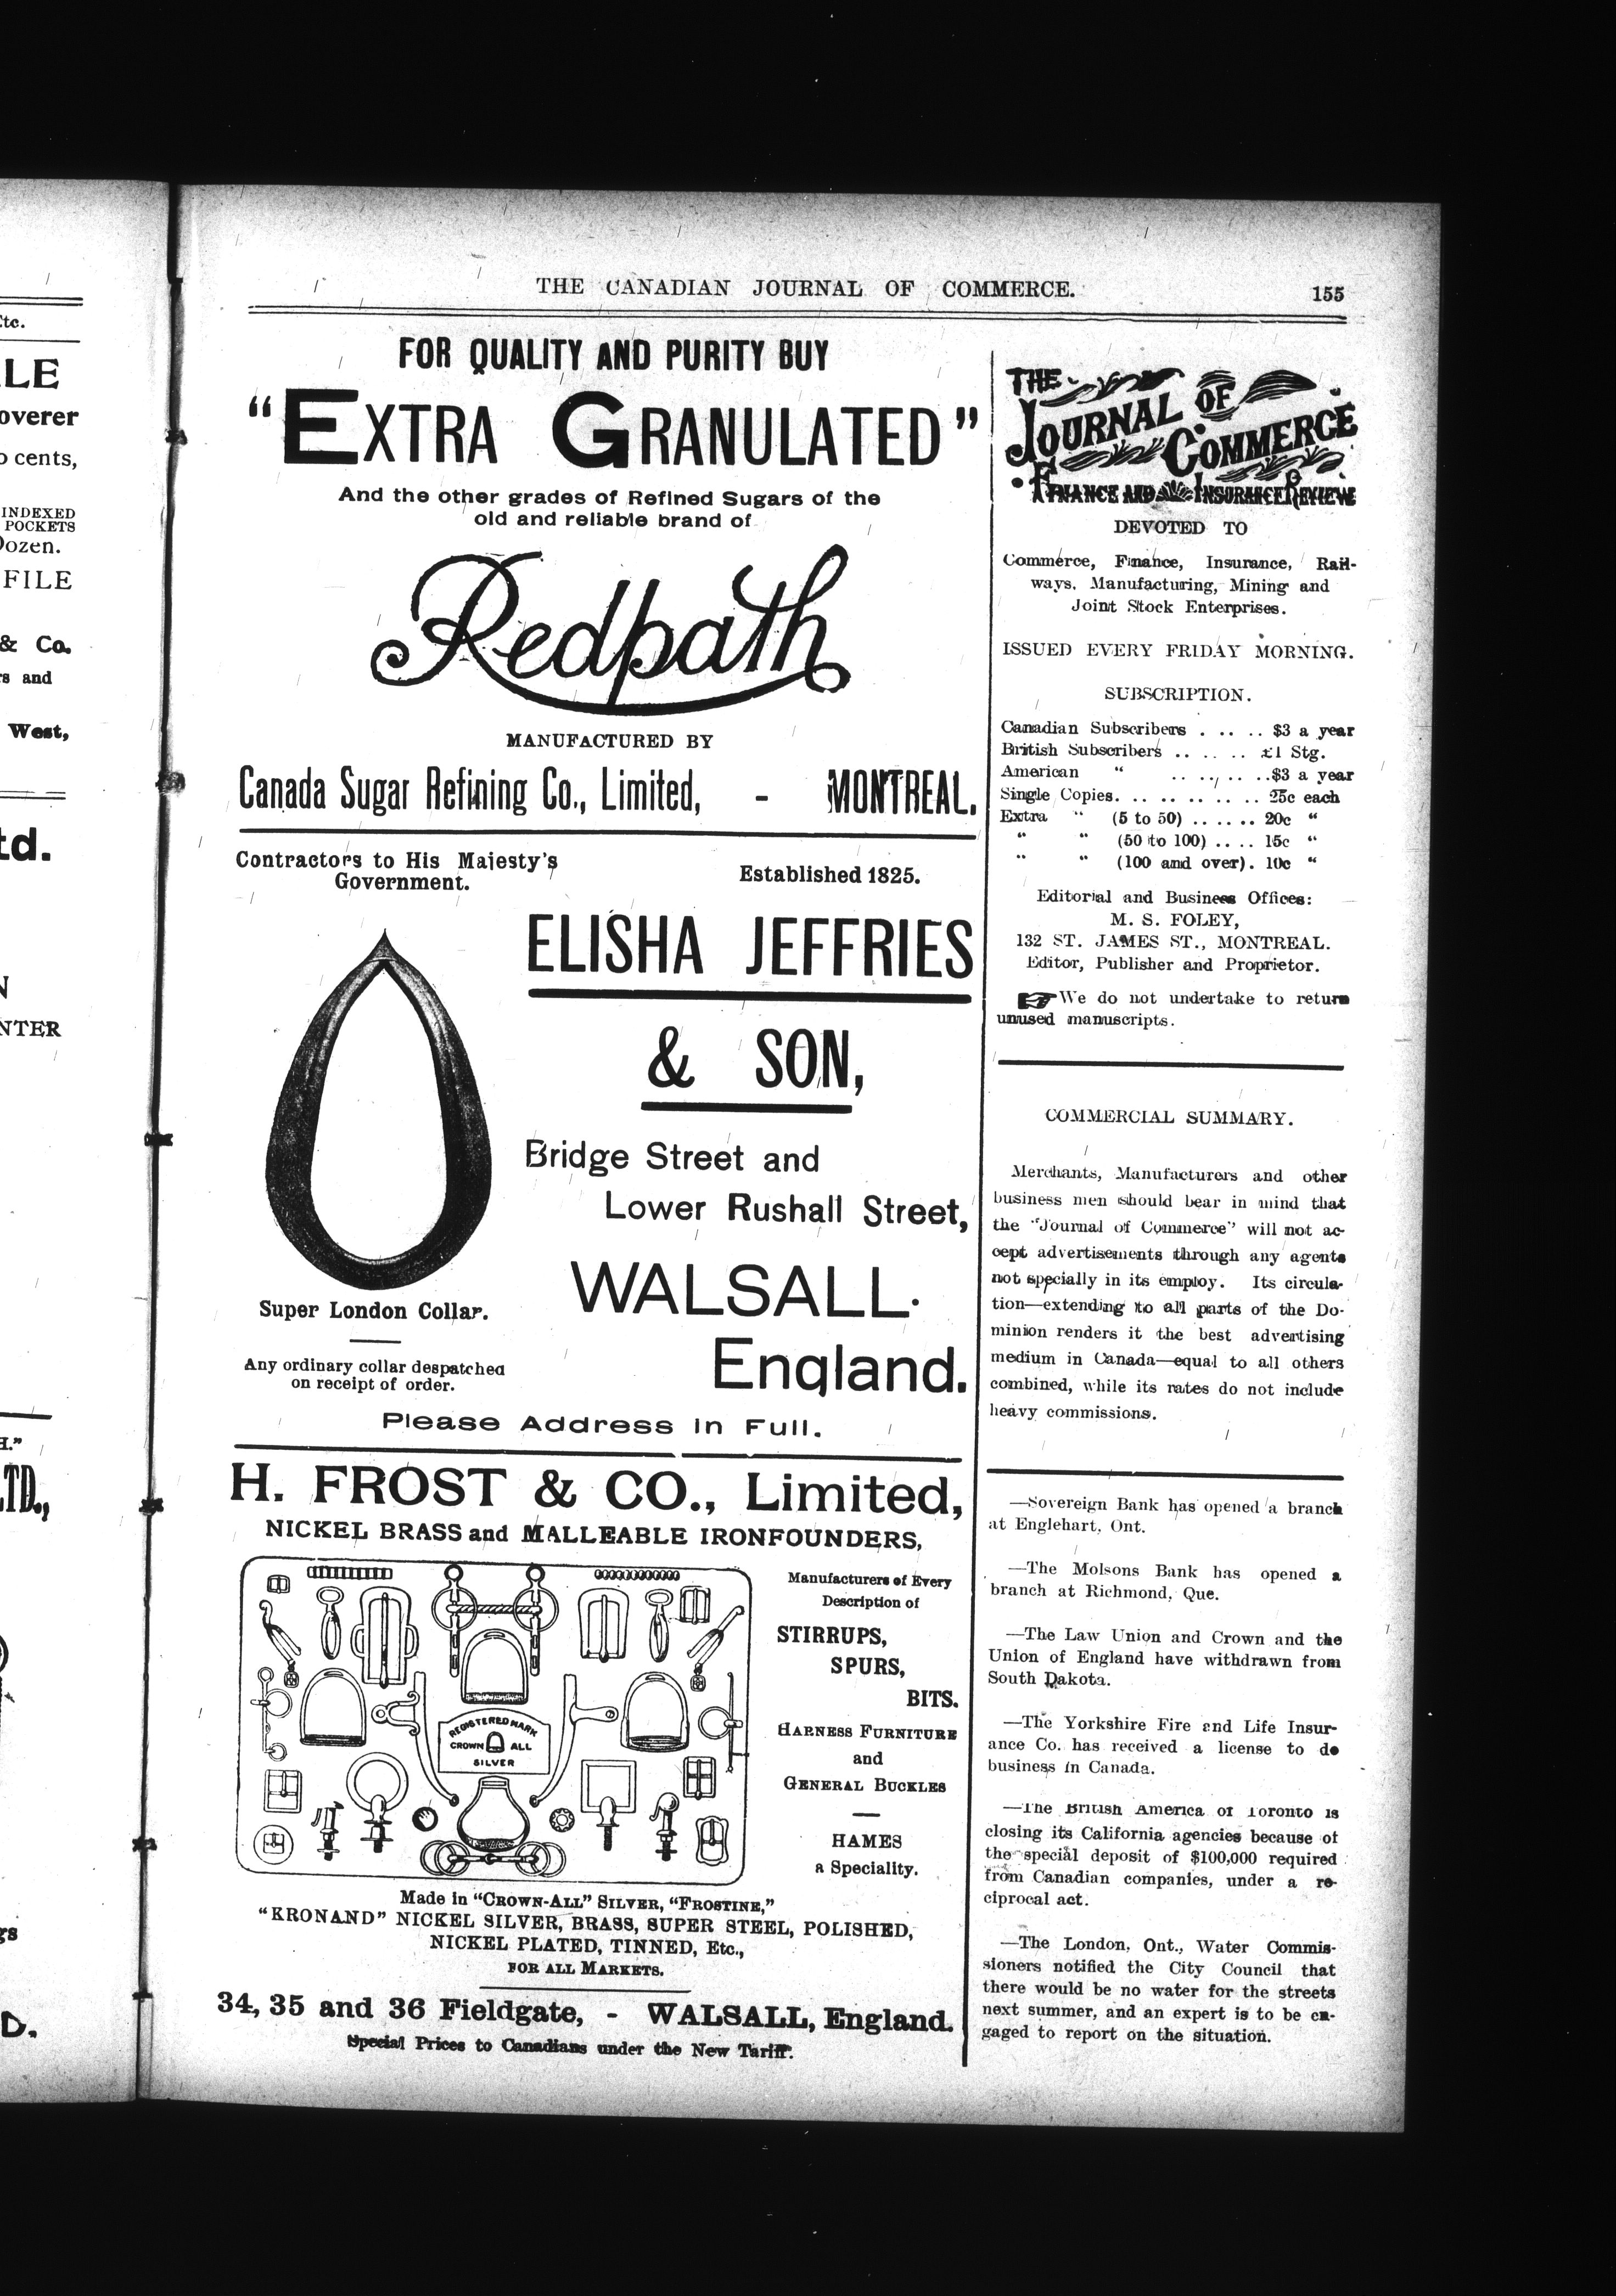 THE CANADIAN JOURNAL OF COMMERCE.
155
Etc.
LE
overer
o cents,
INDEXED
POCKETS
Dozen.
FILE
& Co.
rs and
West,
td.
N
NTER
H."
LTD.,
gs
D.
FOR QUALITY AND PURITY BUY
"EXTRA GRANULATED"
And the other grades of Refined Sugars of the
old and reliable brand of
Redpath
MANUFACTURED BY
Canada Sugar Refining Co., Limited, - MONTREAL.
Contractors to His Majesty's
Government.
Established 1825.
ELISHA JEFFRIES
& SON,
Bridge Street and
Lower Rushall Street,
WALSALL.
England.
Super London Collar.
Any ordinary collar despatched
on receipt of order.
Please Address in Full.
H. FROST & CO., Limited,
NICKEL BRASS and MALLEABLE IRONFOUNDERS,
REGISTERED MARK
CROWN ALL
SILVER
Manufacturers of Every
Description of
STIRRUPS,
SPURS,
BITS.
HARNESS FURNITURE
and
GENERAL BUCKLES
HAMES
a Speciality.
Made in "CROWN-ALL" SILVER, "FROSTINE,"
"KRONAND" NICKEL SILVER, BRASS, SUPER STEEL, POLISHED,
NICKEL PLATED, TINNED, Etc.,
FOR ALL MARKETS.
34, 35 and 36 Fieldgate, - WALSALL, England.
Special Prices to Canadians under the New Tariff.
THE
JOURNAL OF
COMMERCE
FINANCE AND INSURANCE REVIEW
DEVOTED TO
Commerce, Finance, Insurance, Rail-
ways, Manufacturing, Mining and
Joint Stock Enterprises.
ISSUED EVERY FRIDAY MORNING.
SUBSCRIPTION.
Canadian Subscribers . .. .. $3 a year
British Subscribers .. .. .. £1 Stg.
American " .. .. .. ..$3 a year
Single Copies. .. .. .. .. .. 25c each
Extra " (5 to 50) .. .. .. 20c "
" " (50 to 100) .. .. 15c "
" " (100 and over). 10c "
Editorial and Business Offices:
M. S. FOLEY,
132 ST. JAMES ST., MONTREAL.
Editor, Publisher and Proprietor.
☞We do not undertake to return
unused manuscripts.
COMMERCIAL SUMMARY.
Merchants, Manufacturers and other
business men should bear in mind that
the "Journal of Commerce" will not ac-
cept advertisements through any agents
not specially in its employ. Its circula-
tion—extending to all parts of the Do-
minion renders it the best advertising
medium in Canada—equal to all others
combined, while its rates do not include
heavy commissions.
—Sovereign Bank has opened a branch
at Englehart, Ont.
—The Molsons Bank has opened a
branch at Richmond, Que.
—The Law Union and Crown and the
Union of England have withdrawn from
South Dakota.
—The Yorkshire Fire and Life Insur-
ance Co. has received a license to do
business in Canada.
—The British America of Toronto is
closing its California agencies because of
the special deposit of $100,000 required
from Canadian companies, under a re-
ciprocal act.
—The London, Ont., Water Commis-
sioners notified the City Council that
there would be no water for the streets
next summer, and an expert is to be en-
gaged to report on the situation.